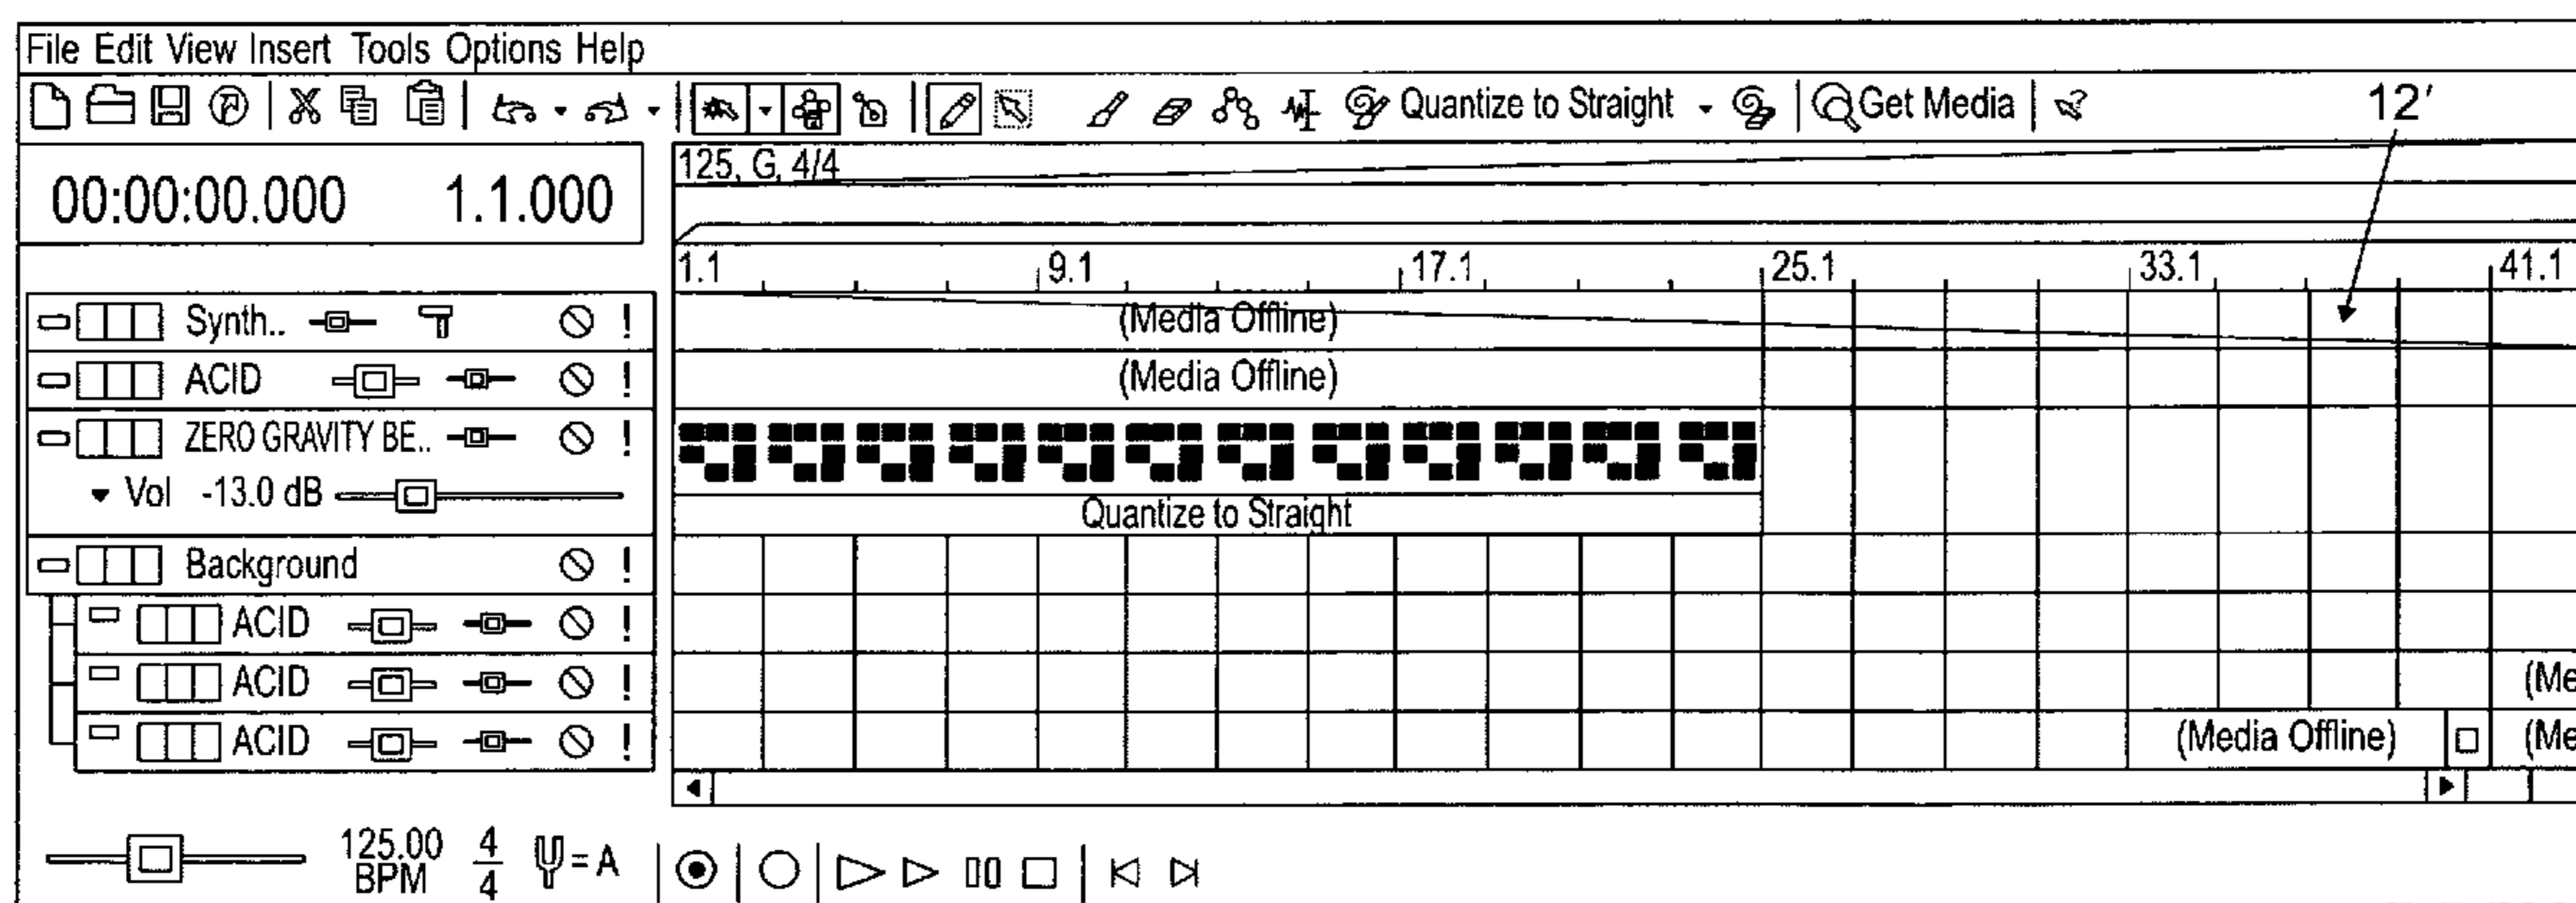 File Edit View Insert Tools Options Help
Quantize to Straight Get Media 12′
00:00:00.000 1.1.000
125, G, 4/4
1.1 9.1 17.1 25.1 33.1 41.1
Synth.. ! (Media Offline)
ACID ! (Media Offline)
ZERO GRAVITY BE.. !
Vol -13.0 dB
Quantize to Straight
Background !
ACID !
ACID ! (Me
ACID ! (Media Offline) (Me
125.00 BPM 4/4 =A